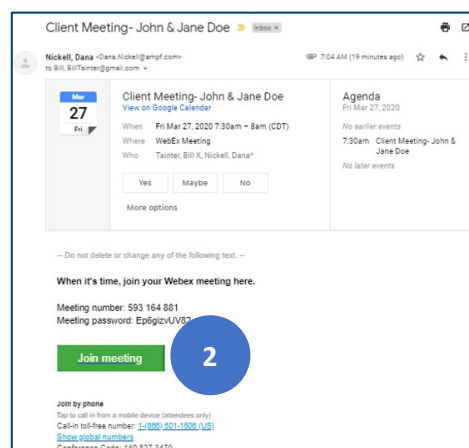 Client Meeting- John & Jane Doe Inbox x
Nickell, Dana <Dana.Nickell@ampf.com> 7:04 AM (19 minutes ago)
to Bill, BillTainter@gmail.com
Mar
27
Fri
Client Meeting- John & Jane Doe
View on Google Calendar
When Fri Mar 27, 2020 7:30am – 8am (CDT)
Where WebEx Meeting
Who Tainter, Bill X, Nickell, Dana*
Yes Maybe No
More options
Agenda
Fri Mar 27, 2020
No earlier events
7:30am Client Meeting- John &
Jane Doe
No later events
-- Do not delete or change any of the following text. --
When it's time, join your Webex meeting here.
Meeting number: 593 164 881
Meeting password: Ep6gizvUV82
Join meeting
2
Join by phone
Tap to call in from a mobile device (attendees only)
Call-in toll-free number: 1-(866) 501-1506 (US)
Show global numbers
Conference Code: 140 827 3479